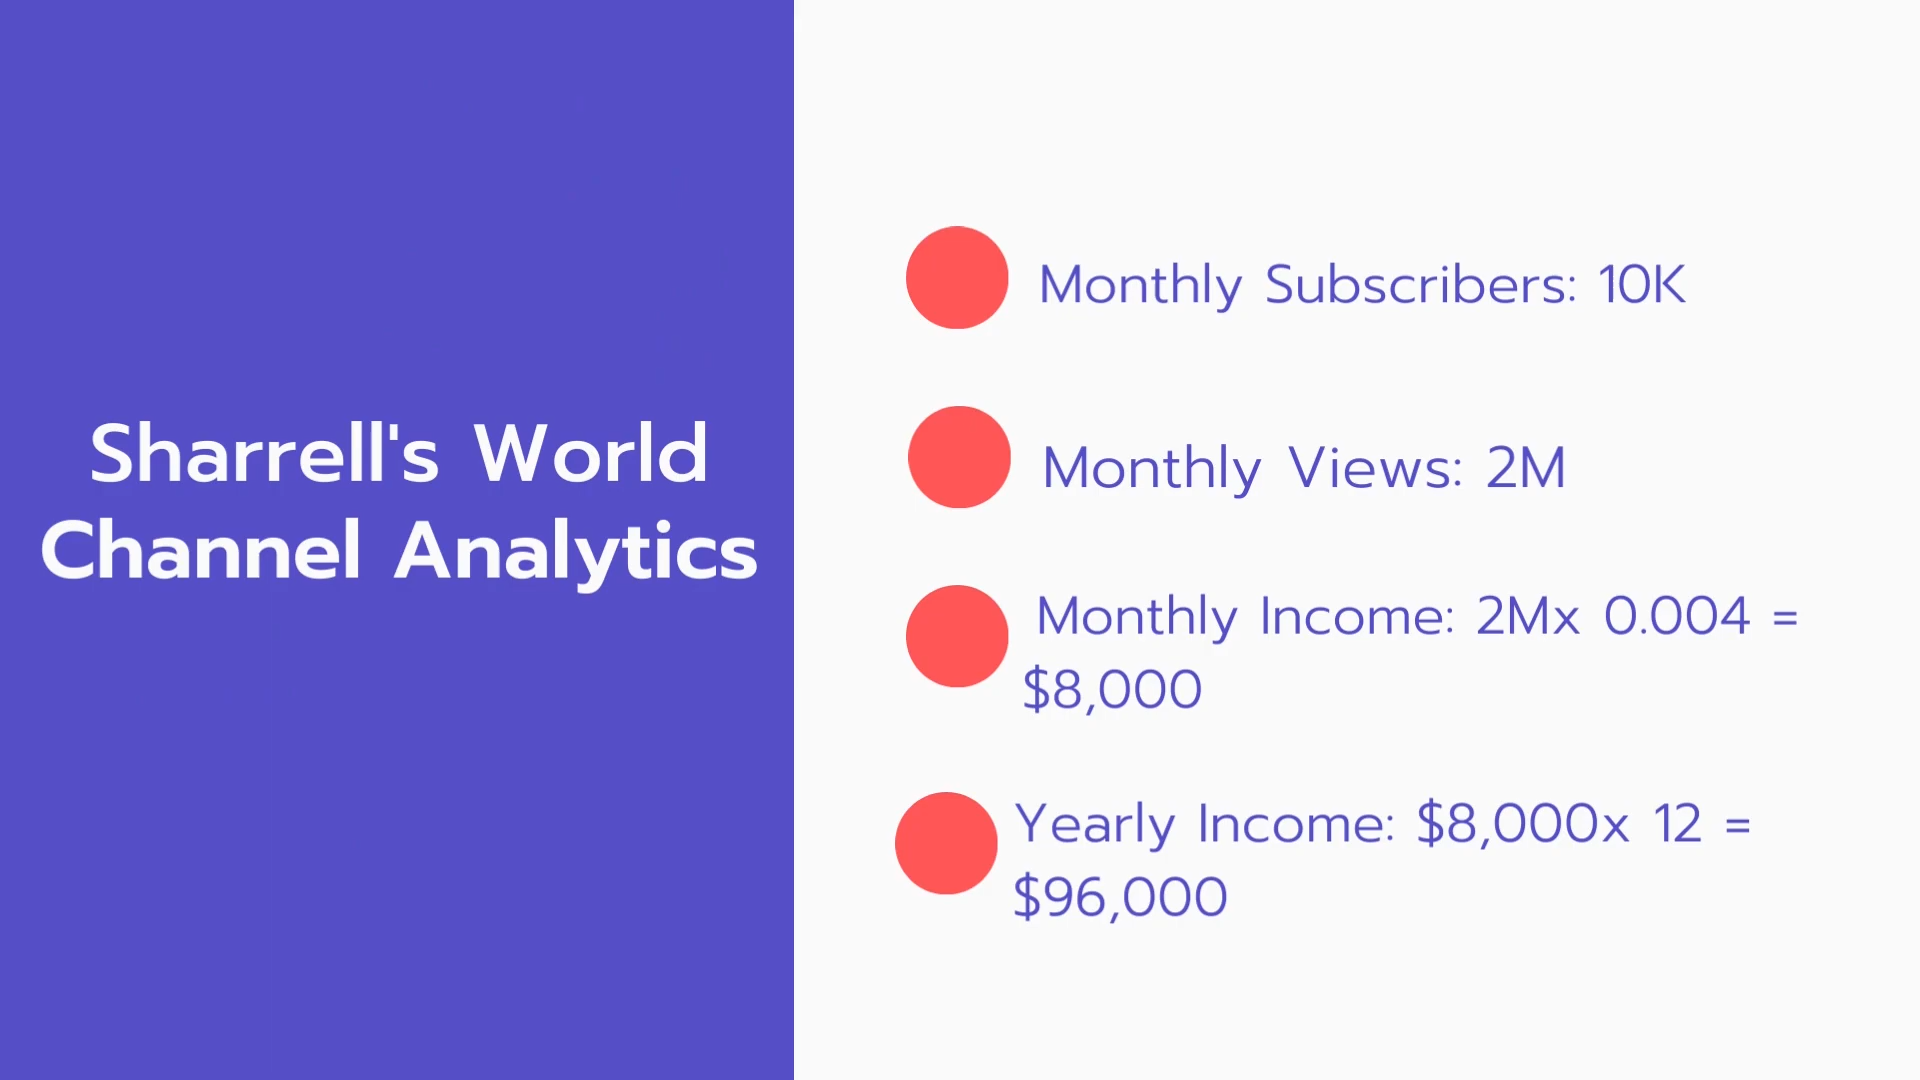 Sharrell's World
Channel Analytics
Monthly Subscribers: 10K
Monthly Views: 2M
Monthly Income: 2Mx 0.004 =
$8,000
Yearly Income: $8,000x 12 =
$96,000